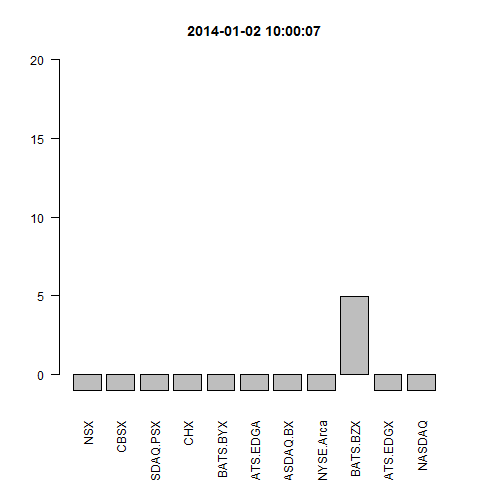 2014-01-02 10:00:07
20
15
10
5
0
NSX
CBSX
SDAQ.PSX
CHX
BATS.BYX
ATS.EDGA
ASDAQ.BX
NYSE.Arca
BATS.BZX
ATS.EDGX
NASDAQ